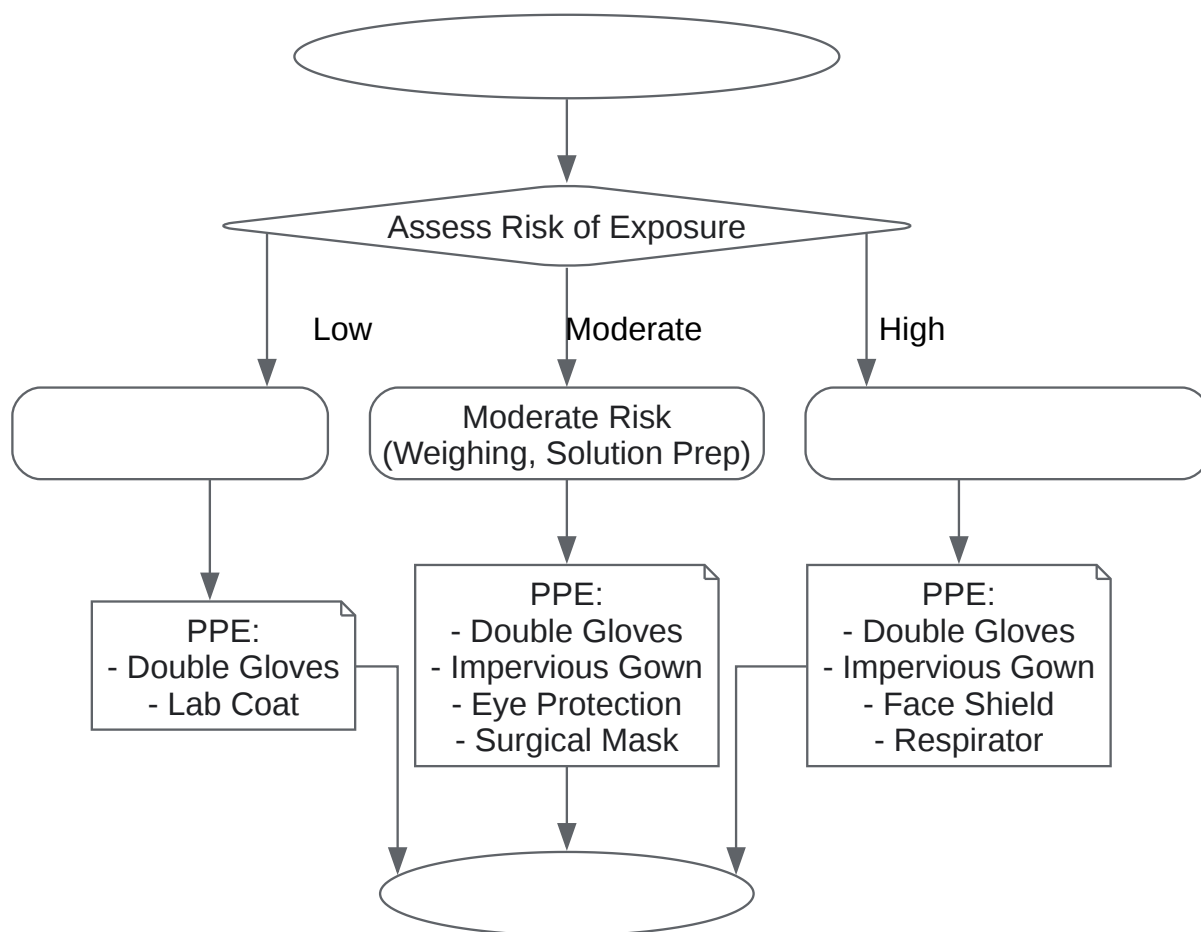 Assess Risk of Exposure
Low
Moderate
High
Moderate Risk
(Weighing, Solution Prep)
PPE:
- Double Gloves
- Lab Coat
PPE:
- Double Gloves
- Impervious Gown
- Eye Protection
- Surgical Mask
PPE:
- Double Gloves
- Impervious Gown
- Face Shield
- Respirator